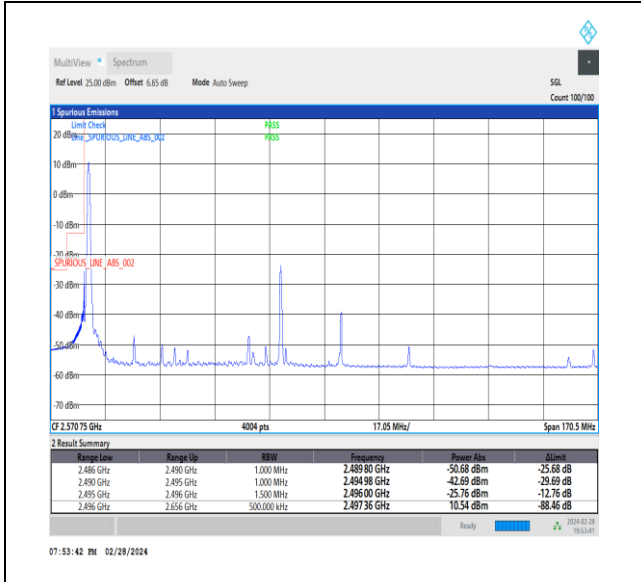 MultiView Spectrum
Ref Level 25.00 dBm Offset 6.65 dB Mode Auto Sweep SGL
Count 100/100
1 Spurious Emissions
Limit Check PASS
20 dBm
Line _SPURIOUS_LINE_ABS_002 PASS
10 dBm
0 dBm
-10 dBm
-20 dBm
_SPURIOUS_LINE_ABS_002
-30 dBm
-40 dBm
-50 dBm
-60 dBm
-70 dBm
CF 2.570 75 GHz 4004 pts 17.05 MHz/ Span 170.5 MHz
2 Result Summary
Range Low Range Up RBW Frequency Power Abs ΔLimit
2.486 GHz 2.490 GHz 1.000 MHz 2.489 80 GHz -50.68 dBm -25.68 dB
2.490 GHz 2.495 GHz 1.000 MHz 2.494 98 GHz -42.69 dBm -29.69 dB
2.495 GHz 2.496 GHz 1.500 MHz 2.496 00 GHz -25.76 dBm -12.76 dB
2.496 GHz 2.656 GHz 500.000 kHz 2.497 36 GHz 10.54 dBm -88.46 dB
Ready 2024-02-28
19:53:41
07:53:42 PM 02/28/2024